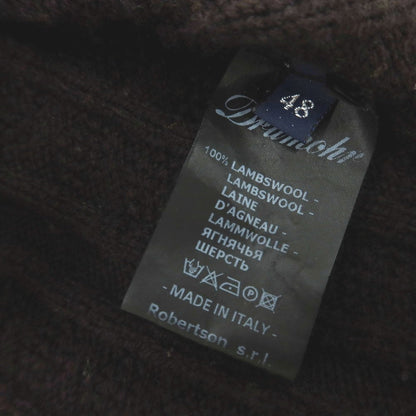 48
Drumohr
100% LAMBSWOOL -
LAMBSWOOL -
LAINE
D'AGNEAU -
LAMMWOLLE -
ЯГНЯЧЬЯ
ШЕРСТЬ
P
- MADE IN ITALY -
Robertson s.r.l.